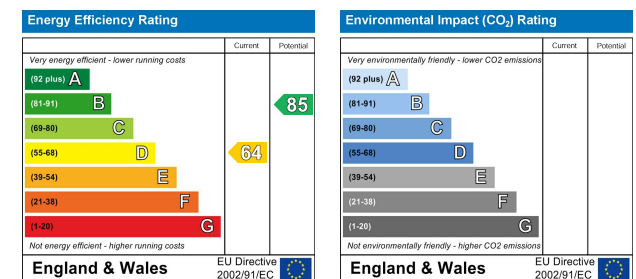 Energy Efficiency Rating
Current Potential
Very energy efficient - lower running costs
(92 plus) A
(81-91) B
85
(69-80) C
(55-68) D
64
(39-54) E
(21-38) F
(1-20) G
Not energy efficient - higher running costs
England & Wales
EU Directive
2002/91/EC
Environmental Impact (CO₂) Rating
Current Potential
Very environmentally friendly - lower CO2 emissions
(92 plus) A
(81-91) B
(69-80) C
(55-68) D
(39-54) E
(21-38) F
(1-20) G
Not environmentally friendly - higher CO2 emissions
England & Wales
EU Directive
2002/91/EC